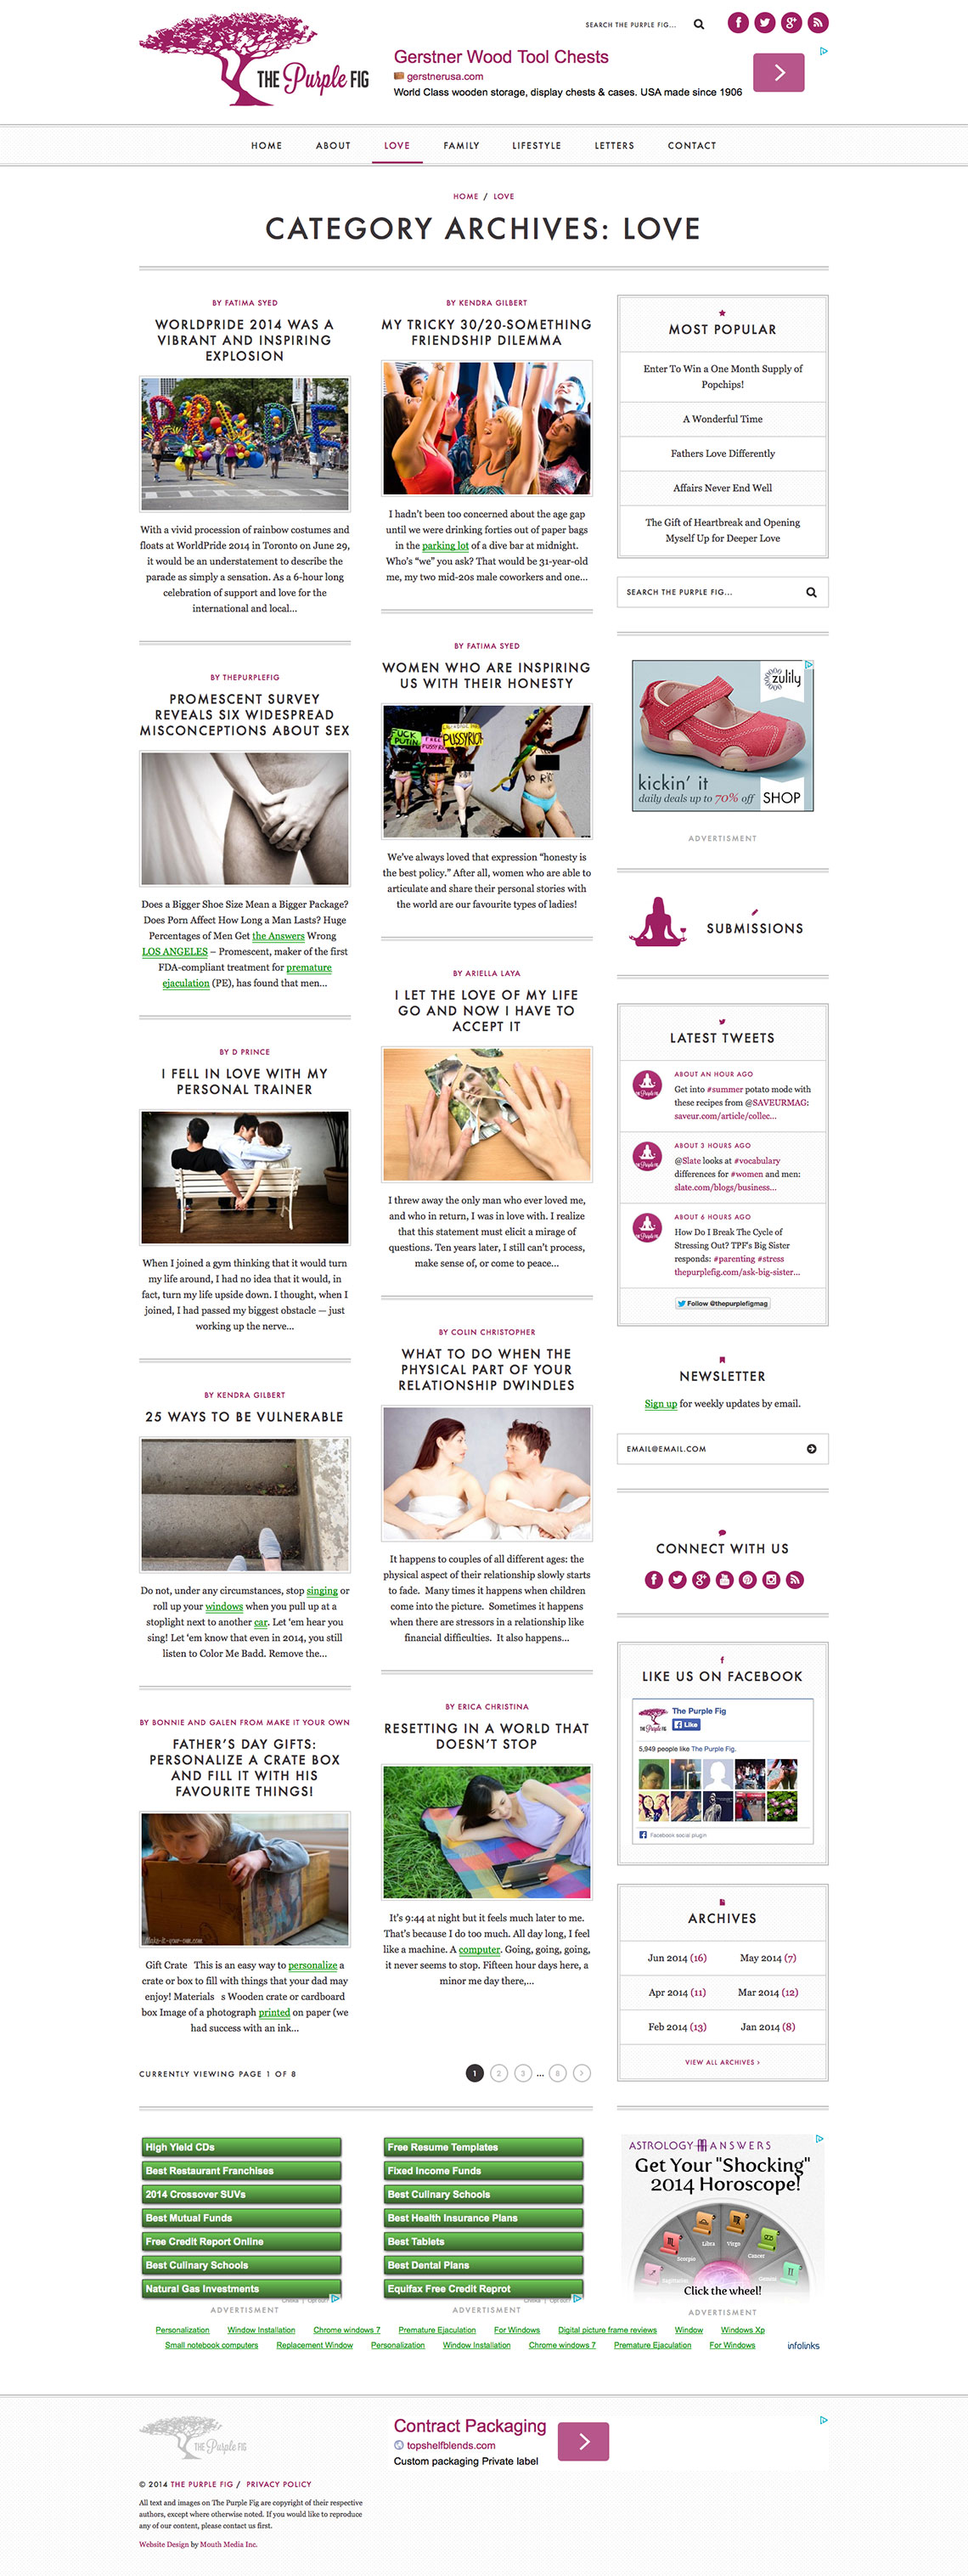 THE Purple FIG
SEARCH THE PURPLE FIG...
Gerstner Wood Tool Chests
gerstnerusa.com
World Class wooden storage, display chests & cases. USA made since 1906
HOME ABOUT LOVE FAMILY LIFESTYLE LETTERS CONTACT
HOME / LOVE
CATEGORY ARCHIVES: LOVE
BY FATIMA SYED
WORLDPRIDE 2014 WAS A
VIBRANT AND INSPIRING
EXPLOSION
PRIDE
With a vivid procession of rainbow costumes and
floats at WorldPride 2014 in Toronto on June 29,
it would be an understatement to describe the
parade as simply a sensation. As a 6-hour long
celebration of support and love for the
international and local...
BY THEPURPLEFIG
PROMESCENT SURVEY
REVEALS SIX WIDESPREAD
MISCONCEPTIONS ABOUT SEX
Does a Bigger Shoe Size Mean a Bigger Package?
Does Porn Affect How Long a Man Lasts? Huge
Percentages of Men Get the Answers Wrong
LOS ANGELES – Promescent, maker of the first
FDA-compliant treatment for premature
ejaculation (PE), has found that men...
BY D PRINCE
I FELL IN LOVE WITH MY
PERSONAL TRAINER
When I joined a gym thinking that it would turn
my life around, I had no idea that it would, in
fact, turn my life upside down. I thought, when I
joined, I had passed my biggest obstacle — just
working up the nerve...
BY KENDRA GILBERT
25 WAYS TO BE VULNERABLE
Do not, under any circumstances, stop singing or
roll up your windows when you pull up at a
stoplight next to another car. Let 'em hear you
sing! Let 'em know that even in 2014, you still
listen to Color Me Badd. Remove the...
BY BONNIE AND GALEN FROM MAKE IT YOUR OWN
FATHER'S DAY GIFTS:
PERSONALIZE A CRATE BOX
AND FILL IT WITH HIS
FAVOURITE THINGS!
Gift Crate This is an easy way to personalize a
crate or box to fill with things that your dad may
enjoy! Materials s Wooden crate or cardboard
box Image of a photograph printed on paper (we
had success with an ink...
BY KENDRA GILBERT
MY TRICKY 30/20-SOMETHING
FRIENDSHIP DILEMMA
I hadn't been too concerned about the age gap
until we were drinking forties out of paper bags
in the parking lot of a dive bar at midnight.
Who's "we" you ask? That would be 31-year-old
me, my two mid-20s male coworkers and one...
BY FATIMA SYED
WOMEN WHO ARE INSPIRING
US WITH THEIR HONESTY
FUCK
PUTIN
FREE
PUSSYRIOT
We've always loved that expression "honesty is
the best policy." After all, women who are able to
articulate and share their personal stories with
the world are our favourite types of ladies!
BY ARIELLA LAYA
I LET THE LOVE OF MY LIFE
GO AND NOW I HAVE TO
ACCEPT IT
I threw away the only man who ever loved me,
and who in return, I was in love with. I realize
that this statement must elicit a mirage of
questions. Ten years later, I still can't process,
make sense of, or come to peace...
BY COLIN CHRISTOPHER
WHAT TO DO WHEN THE
PHYSICAL PART OF YOUR
RELATIONSHIP DWINDLES
It happens to couples of all different ages: the
physical aspect of their relationship slowly starts
to fade. Many times it happens when children
come into the picture. Sometimes it happens
when there are stressors in a relationship like
financial difficulties. It also happens...
BY ERICA CHRISTINA
RESETTING IN A WORLD THAT
DOESN'T STOP
It's 9:44 at night but it feels much later to me.
That's because I do too much. All day long, I feel
like a machine. A computer. Going, going, going,
it never seems to stop. Fifteen hour days here, a
minor me day there,...
CURRENTLY VIEWING PAGE 1 OF 8
1 2 3 ... 8 >
MOST POPULAR
Enter To Win a One Month Supply of
Popchips!
A Wonderful Time
Fathers Love Differently
Affairs Never End Well
The Gift of Heartbreak and Opening
Myself Up for Deeper Love
SEARCH THE PURPLE FIG...
zulily
kickin' it
daily deals up to 70% off SHOP
ADVERTISMENT
SUBMISSIONS
LATEST TWEETS
ABOUT AN HOUR AGO
Get into #summer potato mode with
these recipes from @SAVEURMAG:
saveur.com/article/collec...
ABOUT 3 HOURS AGO
@Slate looks at #vocabulary
differences for #women and men:
slate.com/blogs/business...
ABOUT 6 HOURS AGO
How Do I Break The Cycle of
Stressing Out? TPF's Big Sister
responds: #parenting #stress
thepurplefig.com/ask-big-sister...
Follow @thepurplefigmag
NEWSLETTER
Sign up for weekly updates by email.
EMAIL@EMAIL.COM
CONNECT WITH US
LIKE US ON FACEBOOK
The Purple Fig
Like
5,949 people like The Purple Fig.
Facebook social plugin
ARCHIVES
Jun 2014 (16) May 2014 (7)
Apr 2014 (11) Mar 2014 (12)
Feb 2014 (13) Jan 2014 (8)
VIEW ALL ARCHIVES >
High Yield CDs
Best Restaurant Franchises
2014 Crossover SUVs
Best Mutual Funds
Free Credit Report Online
Best Culinary Schools
Natural Gas Investments
ADVERTISMENT
Free Resume Templates
Fixed Income Funds
Best Culinary Schools
Best Health Insurance Plans
Best Tablets
Best Dental Plans
Equifax Free Credit Reprot
ADVERTISMENT
ASTROLOGY ANSWERS
Get Your "Shocking"
2014 Horoscope!
Scorpio Libra Virgo Cancer
Click the wheel!
ADVERTISMENT
Personalization Window Installation Chrome windows 7 Premature Ejaculation For Windows Digital picture frame reviews Window Windows Xp
Small notebook computers Replacement Window Personalization Window Installation Chrome windows 7 Premature Ejaculation For Windows
infolinks
THE Purple FIG
Contract Packaging
topshelfblends.com
Custom packaging Private label
© 2014 THE PURPLE FIG / PRIVACY POLICY
All text and images on The Purple Fig are copyright of their respective
authors, except where otherwise noted. If you would like to reproduce
any of our content, please contact us first.
Website Design by Mouth Media Inc.